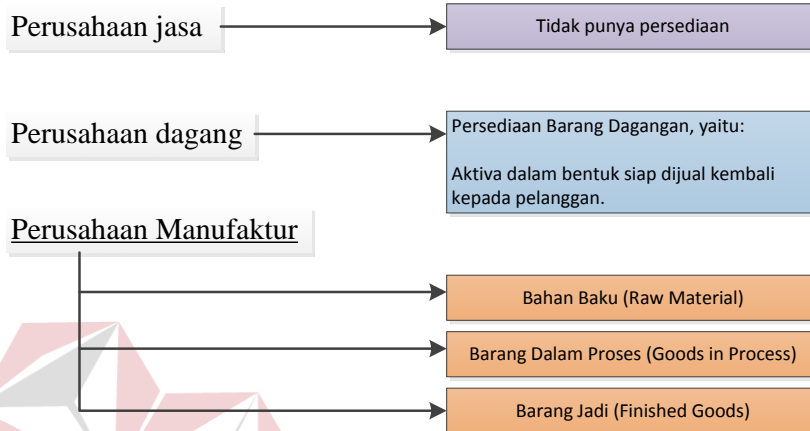 Perusahaan jasa
Tidak punya persediaan
Perusahaan dagang
Persediaan Barang Dagangan, yaitu:
Aktiva dalam bentuk siap dijual kembali
kepada pelanggan.
Perusahaan Manufaktur
Bahan Baku (Raw Material)
Barang Dalam Proses (Goods in Process)
Barang Jadi (Finished Goods)